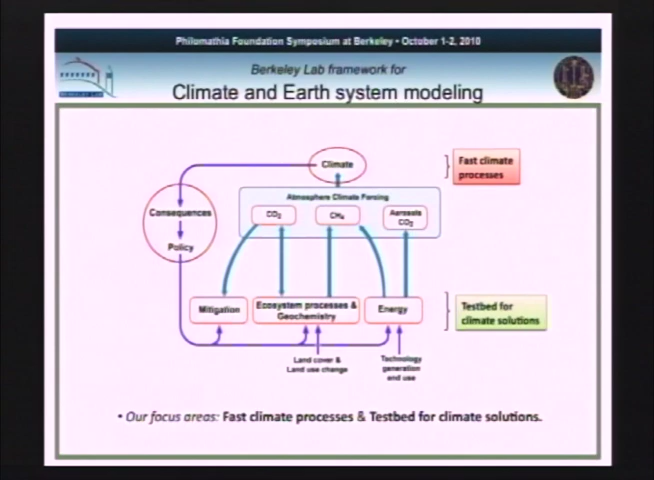 Philomathia Foundation Symposium at Berkeley • October 1-2, 2010
Berkeley Lab framework for
Climate and Earth system modeling
BERKELEY LAB
Climate
Fast climate
processes
Atmosphere Climate Forcing
CO₂
CH₄
Aerosols
CO₂
Consequences
Policy
Mitigation
Ecosystem processes &
Geochemistry
Energy
Testbed for
climate solutions
Land cover &
Land use change
Technology
generation
and use
• Our focus areas: Fast climate processes & Testbed for climate solutions.